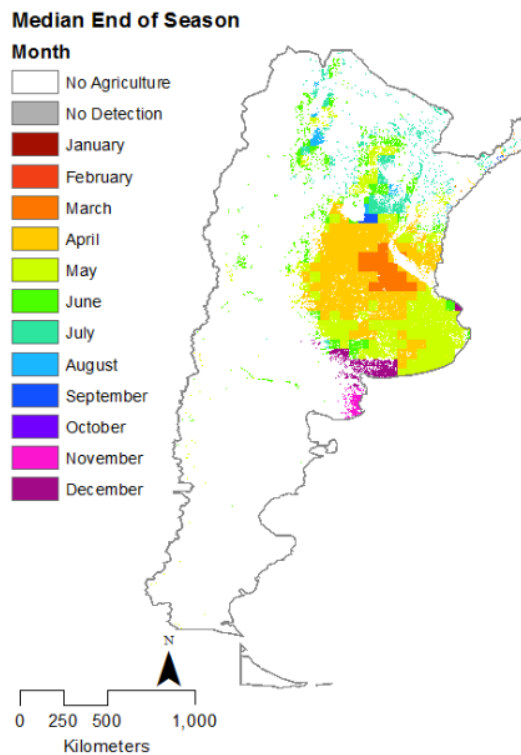 Median End of Season
Month
No Agriculture
No Detection
January
February
March
April
May
June
July
August
September
October
November
December
N
0 250 500 1,000
Kilometers